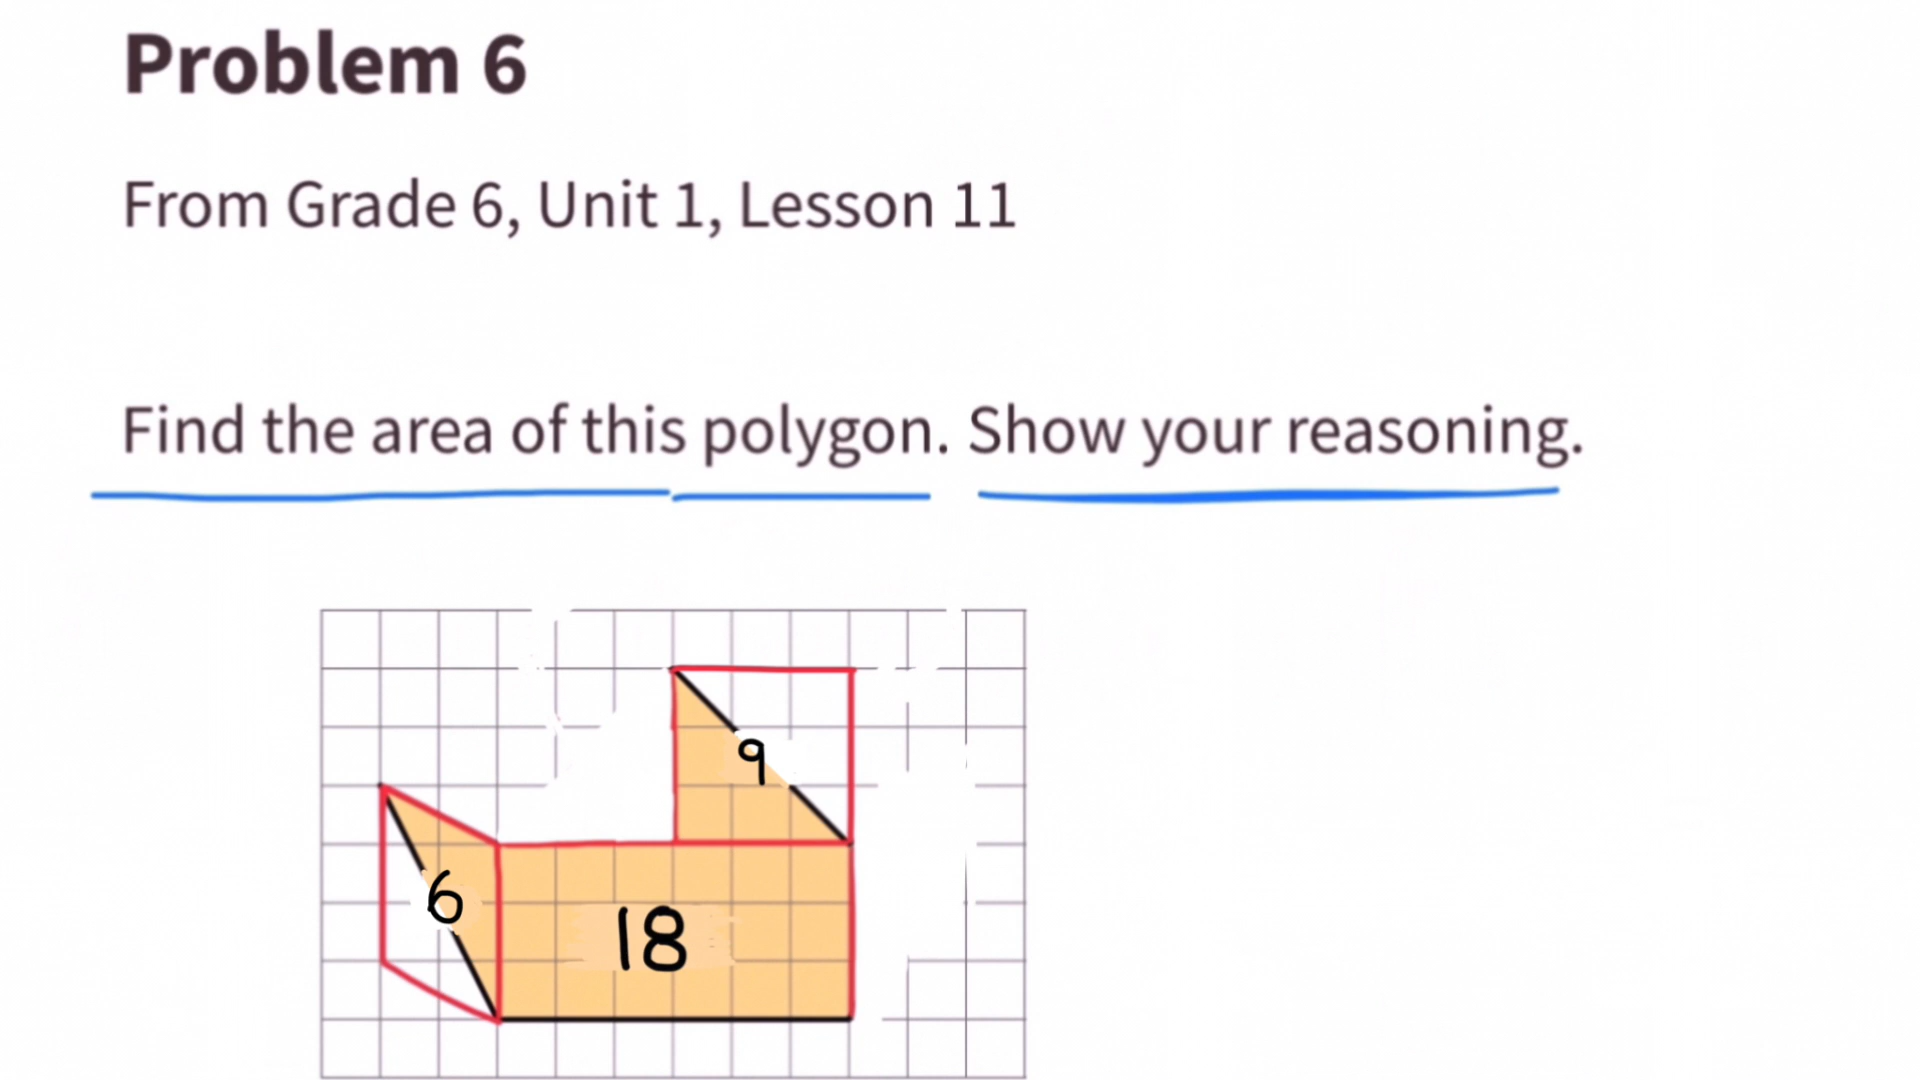 Problem 6
From Grade 6, Unit 1, Lesson 11
Find the area of this polygon. Show your reasoning.
9
6
18